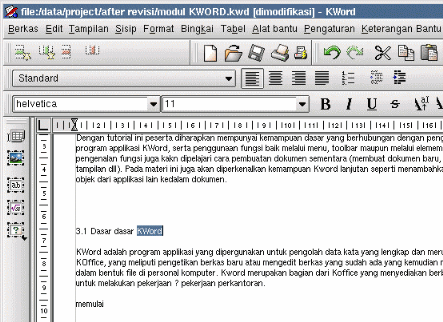 file:/data/project/after revisi/modul KWORD.kwd [dimodifikasi] - KWord
Berkas Edit Tampilan Sisip Format Bingkai Tabel Alat bantu Pengaturan Keterangan Bantu
Standard
helvetica 11 B I U S
Dengan tutorial ini peserta diharapkan mempunyai kemampuan dasar yang berhubungan dengan peng
program applikasi KWord, serta penggunaan fungsi baik melalui menu, toolbar maupun melalui elemem
pengenalan fungsi juga kakn dipelajari cara pembuatan dokumen sementara (membuat dokumen baru,
tampilan dll). Pada materi ini juga akan diperkenalkan kemampuan Kword lanjutan seperti menambahka
objek dari applikasi lain kedalam dokumen.
3.1 Dasar dasar KWord
KWord adalah program applikasi yang dipergunakan untuk pengolah data kata yang lengkap dan meru
KOffice, yang meliputi pengetikan berkas baru atau mengedit berkas yang sudah ada yang kemudian r
dalam bentuk file di personal komputer. Kword merupakan bagian dari Koffice yang menyediakan berb
untuk melakukan pekerjaan ? pekerjaan perkantoran.
memulai